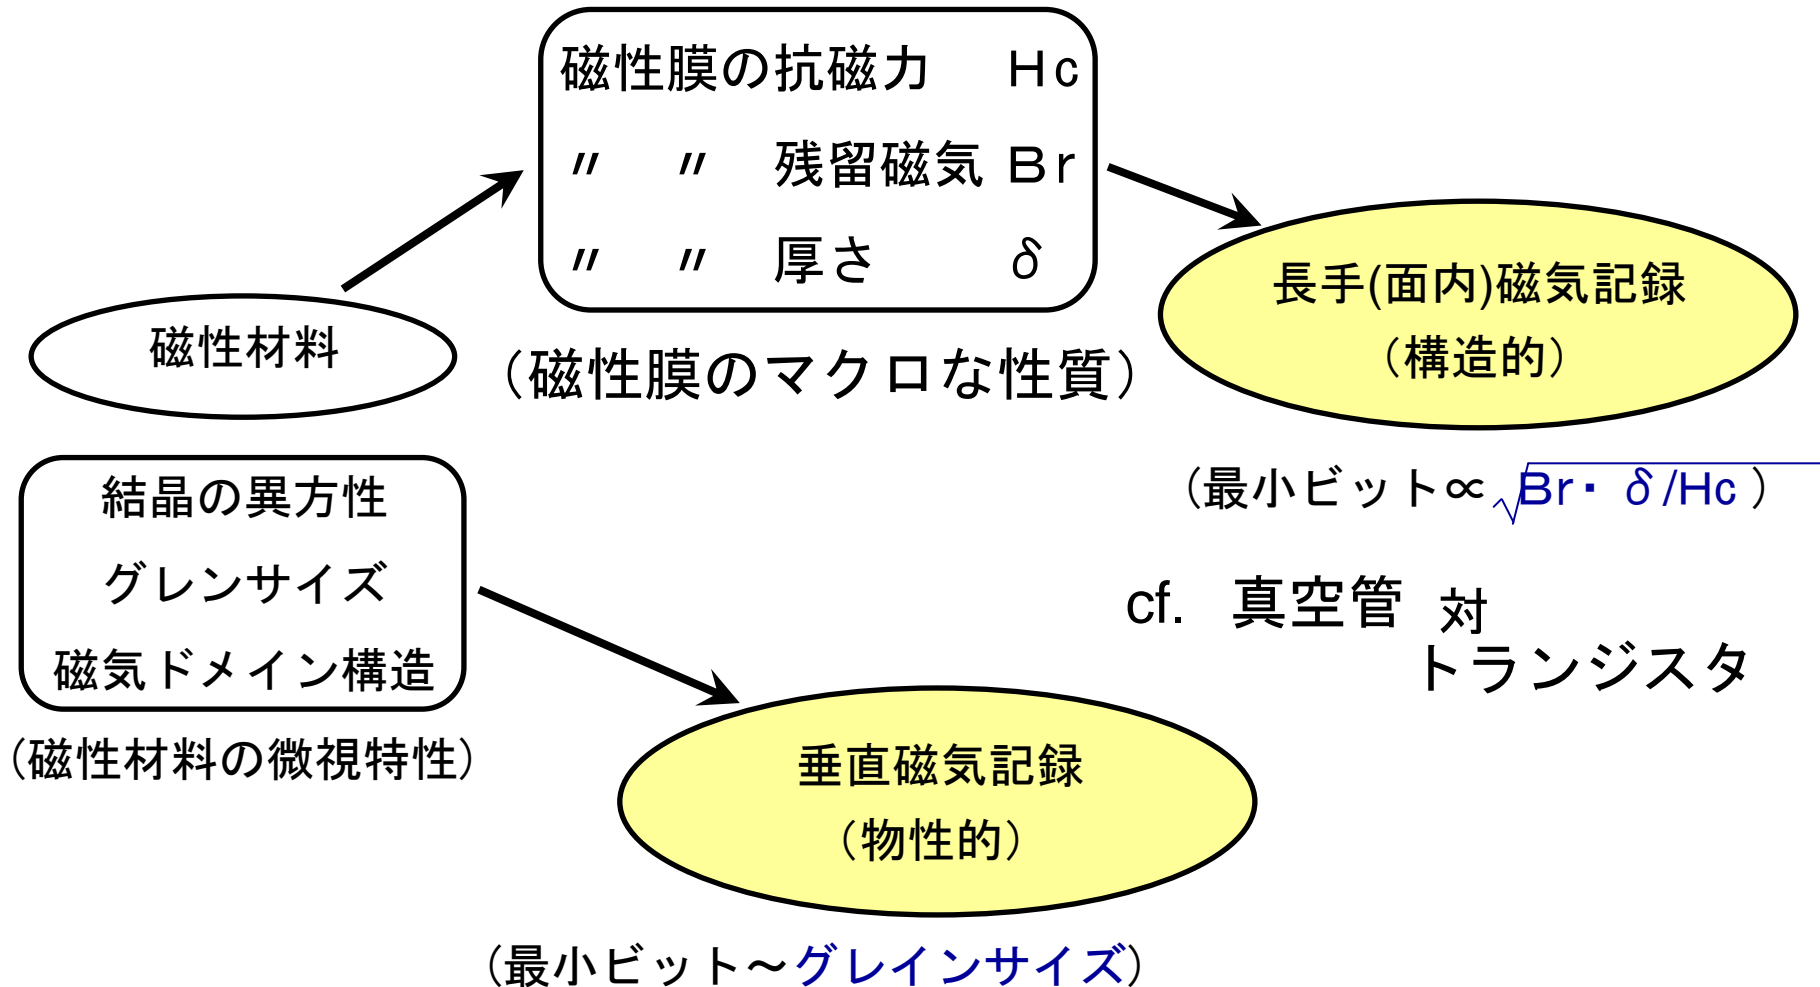 磁性膜の抗磁力 Hc
〃 〃 残留磁気 Br
〃 〃 厚さ δ
(磁性膜のマクロな性質)
磁性材料
長手(面内)磁気記録
(構造的)
(最小ビット∝√Br・δ/Hc)
結晶の異方性
グレンサイズ
磁気ドメイン構造
(磁性材料の微視特性)
cf. 真空管 対
トランジスタ
垂直磁気記録
(物性的)
(最小ビット～グレインサイズ)